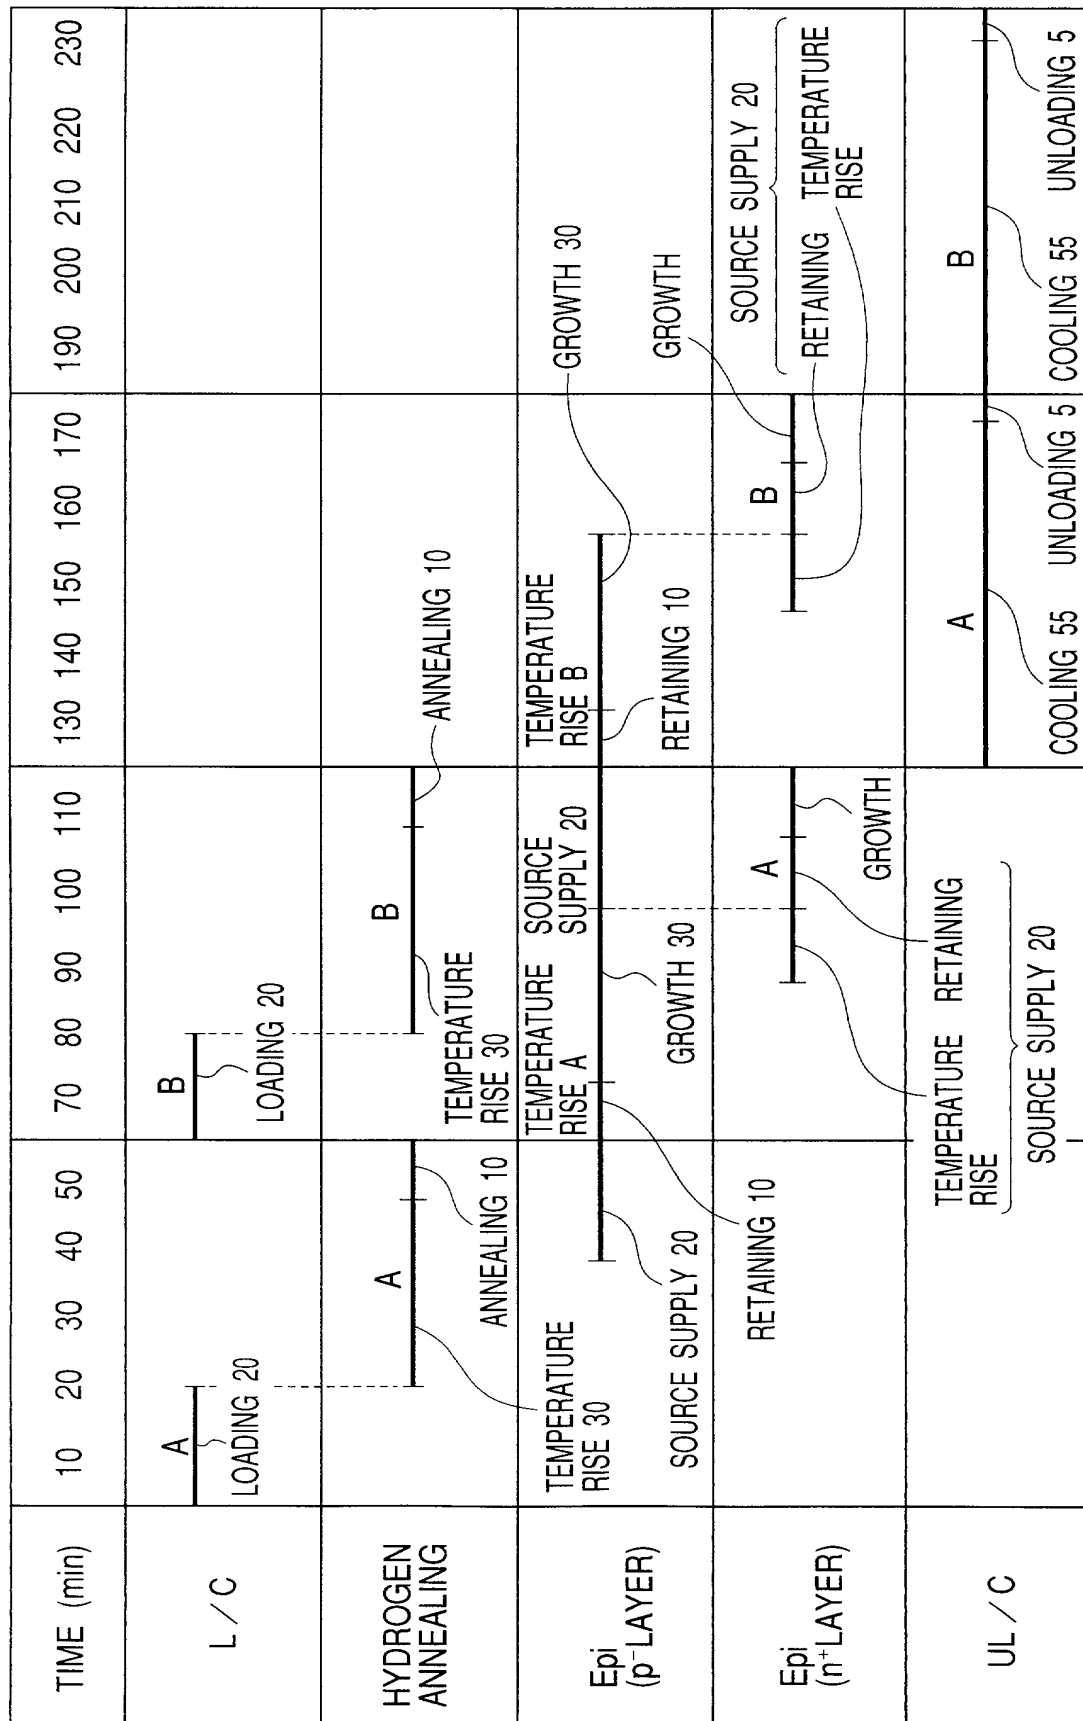 TIME (min) 10 20 30 40 50 70 80 90 100 110 130 140 150 160 170 190 200 210 220 230
L / C
A
LOADING 20
B
LOADING 20
HYDROGEN
ANNEALING
A
TEMPERATURE
RISE 30
ANNEALING 10
B
TEMPERATURE
RISE 30
ANNEALING 10
Epi
(p⁻LAYER)
SOURCE SUPPLY 20
RETAINING 10
TEMPERATURE
RISE A
GROWTH 30
SOURCE
SUPPLY 20
TEMPERATURE
RISE B
RETAINING 10
GROWTH 30
Epi
(n⁺LAYER)
A
TEMPERATURE
RISE
RETAINING
GROWTH
SOURCE SUPPLY 20
B
GROWTH
RETAINING
TEMPERATURE
RISE
SOURCE SUPPLY 20
UL / C
A
COOLING 55
UNLOADING 5
B
COOLING 55
UNLOADING 5